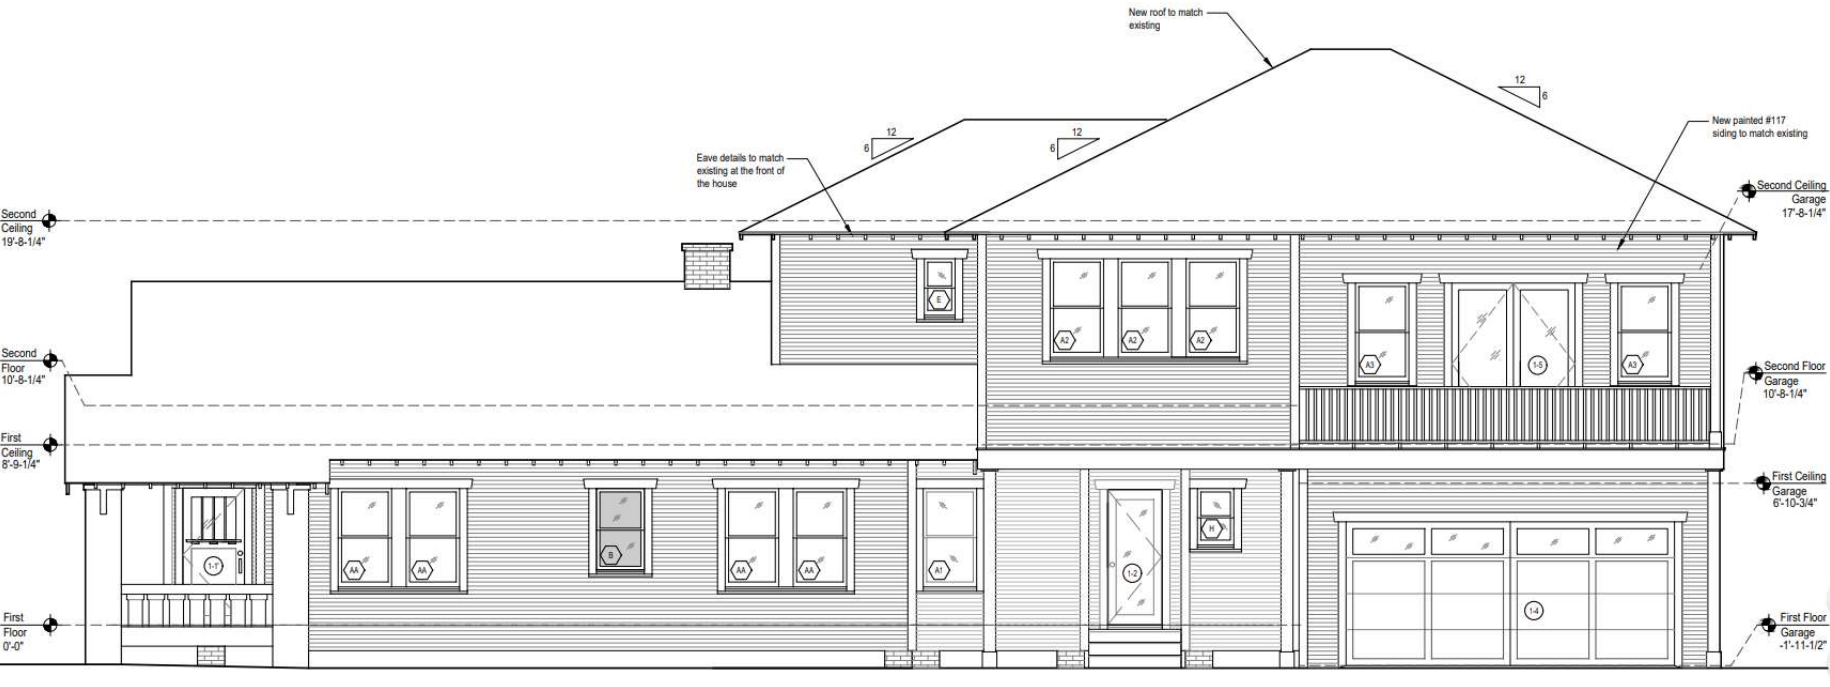 New roof to match
existing
12
6
12
6
12
6
New painted #117
siding to match existing
Eave details to match
existing at the front of
the house
Second
Ceiling
19'-8-1/4"
Second Ceiling
Garage
17'-8-1/4"
E
A2
A2
A2
A3
1-5
A3
Second
Floor
10'-8-1/4"
Second Floor
Garage
10'-8-1/4"
First
Ceiling
8'-9-1/4"
First Ceiling
Garage
6'-10-3/4"
1-1'
AA
AA
B
AA
AA
A1
1-2
H
1-4
First
Floor
0'-0"
First Floor
Garage
-1'-11-1/2"